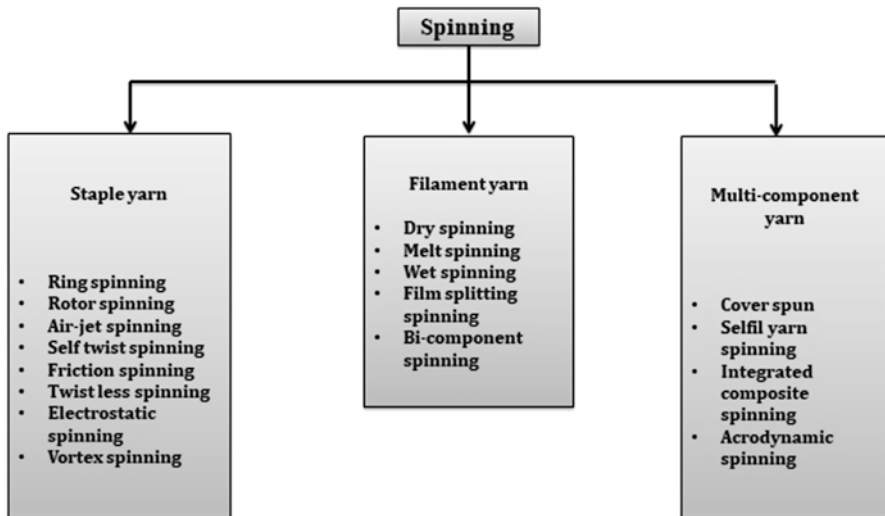 Spinning
Staple yarn
• Ring spinning
• Rotor spinning
• Air-jet spinning
• Self twist spinning
• Friction spinning
• Twist less spinning
• Electrostatic
spinning
• Vortex spinning
Filament yarn
• Dry spinning
• Melt spinning
• Wet spinning
• Film splitting
spinning
• Bi-component
spinning
Multi-component
yarn
• Cover spun
• Selfil yarn
spinning
• Integrated
composite
spinning
• Acrodynamic
spinning